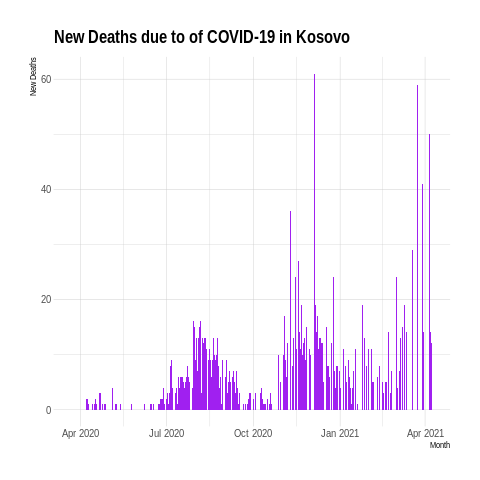 New Deaths due to of COVID-19 in Kosovo
New Deaths
60
40
20
0
Apr 2020 Jul 2020 Oct 2020 Jan 2021 Apr 2021
Month